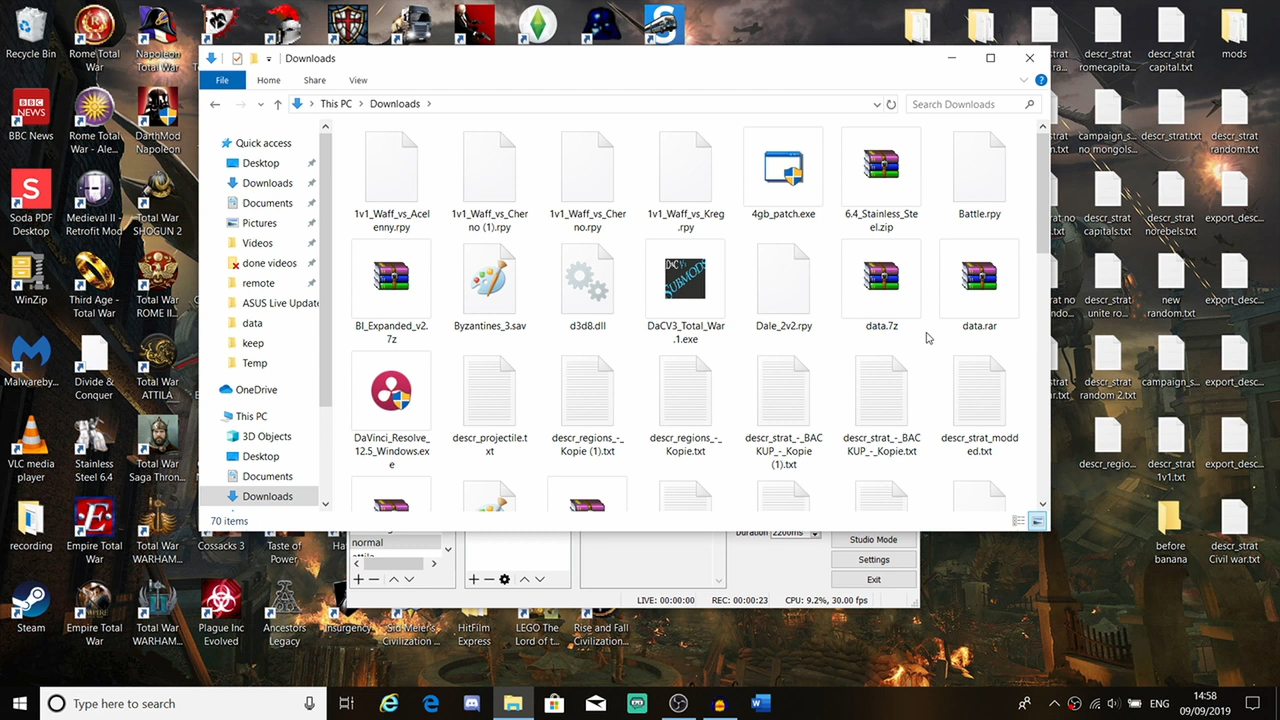 Downloads
File
Home
Share
View
This PC
Downloads
Search Downloads
Quick access
Desktop
Downloads
Documents
Pictures
Videos
done videos
remote
ASUS Live Update
data
keep
Temp
OneDrive
This PC
3D Objects
Desktop
Documents
Downloads
1v1_Waff_vs_Acel
enny.rpy
1v1_Waff_vs_Cher
no (1).rpy
1v1_Waff_vs_Cher
no.rpy
1v1_Waff_vs_Kreg
.rpy
4gb_patch.exe
6.4_Stainless_Ste
el.zip
Battle.rpy
BI_Expanded_v2.
7z
Byzantines_3.sav
d3d8.dll
DaCV3_Total_War
.1.exe
Dale_2v2.rpy
data.7z
data.rar
DaVinci_Resolve_
12.5_Windows.ex
e
descr_projectile.t
xt
descr_regions_-_
Kopie (1).txt
descr_regions_-_
Kopie.txt
descr_strat_-_BAC
KUP_-_Kopie
(1).txt
descr_strat_-_BAC
KUP_-_Kopie.txt
descr_strat_modd
ed.txt
70 items
Recycle Bin
Rome Total
War
Napoleon
Total War
BBC News
Rome Total
War - Ale...
DarthMod
Napoleon
Soda PDF
Desktop
Medieval II -
Retrofit Mod
Total War
SHOGUN 2
WinZip
Third Age -
Total War
Total War
ROME II...
Malwareby...
Divide &
Conquer
Total War
ATTILA
VLC media
player
Stainless
Steel 6.4
Total War
Saga Thron...
recording
Empire Total
War
Total War
WARHAM...
Cossacks 3
Taste of
Power
Steam
Empire Total
War
Total War
WARHAM...
Plague Inc
Evolved
Ancestors
Legacy
Insurgency
Sid Meier's
Civilization ...
HitFilm
Express
LEGO The
Lord of t...
Rise and Fall
Civilization...
descr_strat
romecapita...
descr_strat
capital.txt
mods
campaign_s...
no mongols...
descr_strat.txt
descr_strat
random.txt
descr_strat
no capitals.txt
descr_strat
norebels.txt
export_desc...
descr_strat
unite ro...
new
random.txt
export_desc...
descr_strat
random 2.txt
campaign_s...
export_desc...
descr_regio...
descr_strat
1v1.txt
export_desc...
before
banana
descr_strat
Civil war.txt
normal
Duration
2200ms
Studio Mode
Settings
Exit
LIVE: 00:00:00
REC: 00:00:23
CPU: 9.2%, 30.00 fps
Type here to search
ENG
14:58
09/09/2019